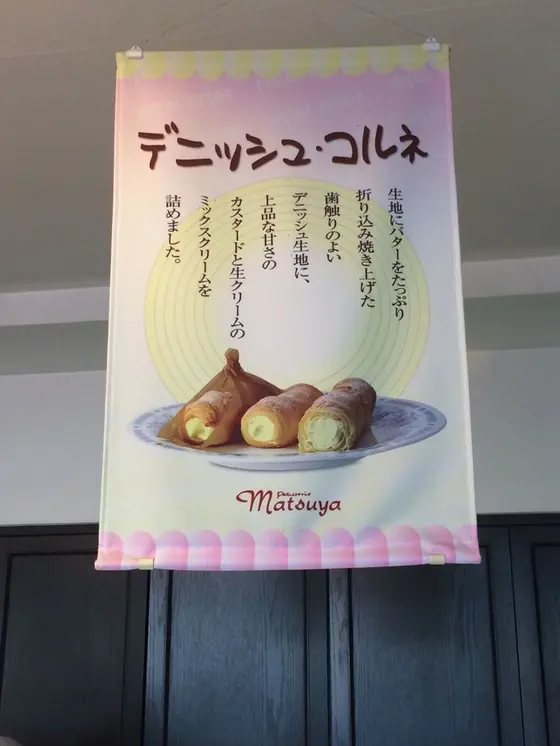 デニッシュ・コルネ
生地にバターをたっぷり
折り込み焼き上げた
歯触りのよい
デニッシュ生地に、
上品な甘さの
カスタードと生クリームの
ミックスクリームを
詰めました。
Patisserie
Matsuya